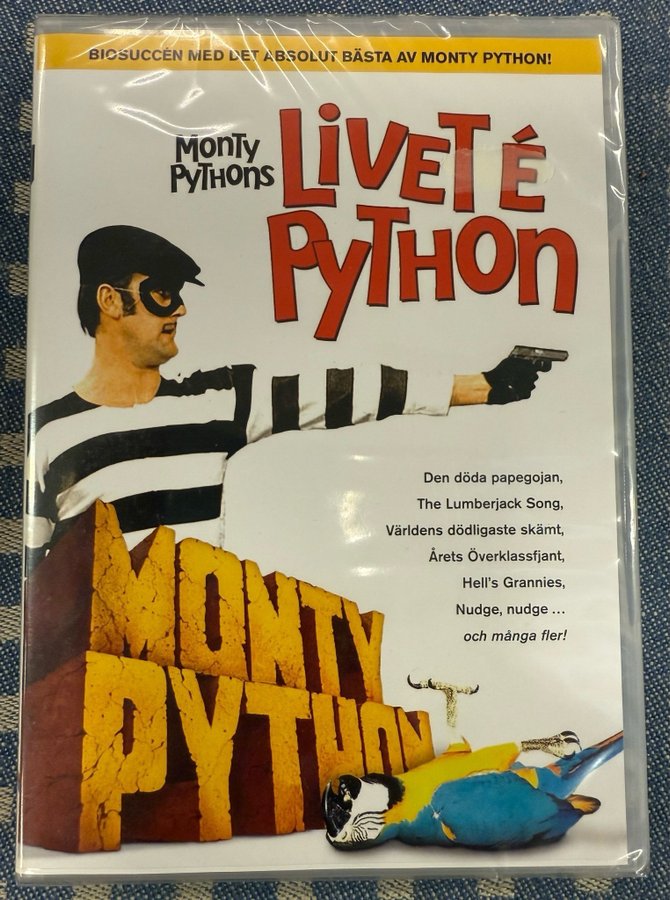 BIOSUCCÉN MED DET ABSOLUT BÄSTA AV MONTY PYTHON!
MONTY
PYTHONS
LIVET É
PYTHON
Den döda papegojan,
The Lumberjack Song,
Världens dödligaste skämt,
Årets Överklassfjant,
Hell's Grannies,
Nudge, nudge ...
och många fler!
MONTY
PYTHON